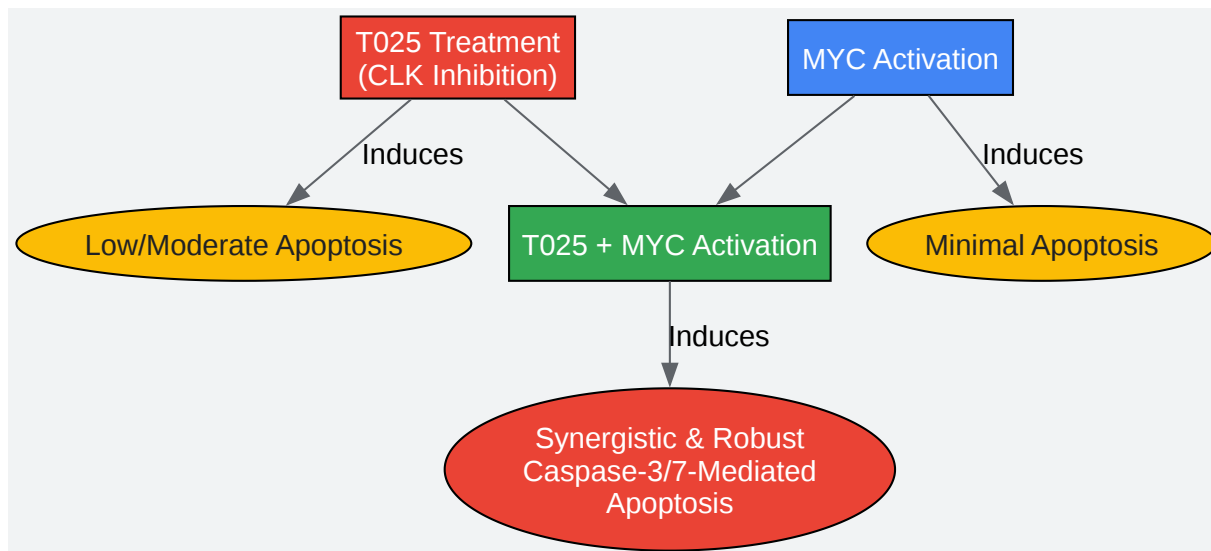 T025 Treatment
(CLK Inhibition)
MYC Activation
Induces
Induces
Low/Moderate Apoptosis
T025 + MYC Activation
Minimal Apoptosis
Induces
Synergistic & Robust
Caspase-3/7-Mediated
Apoptosis